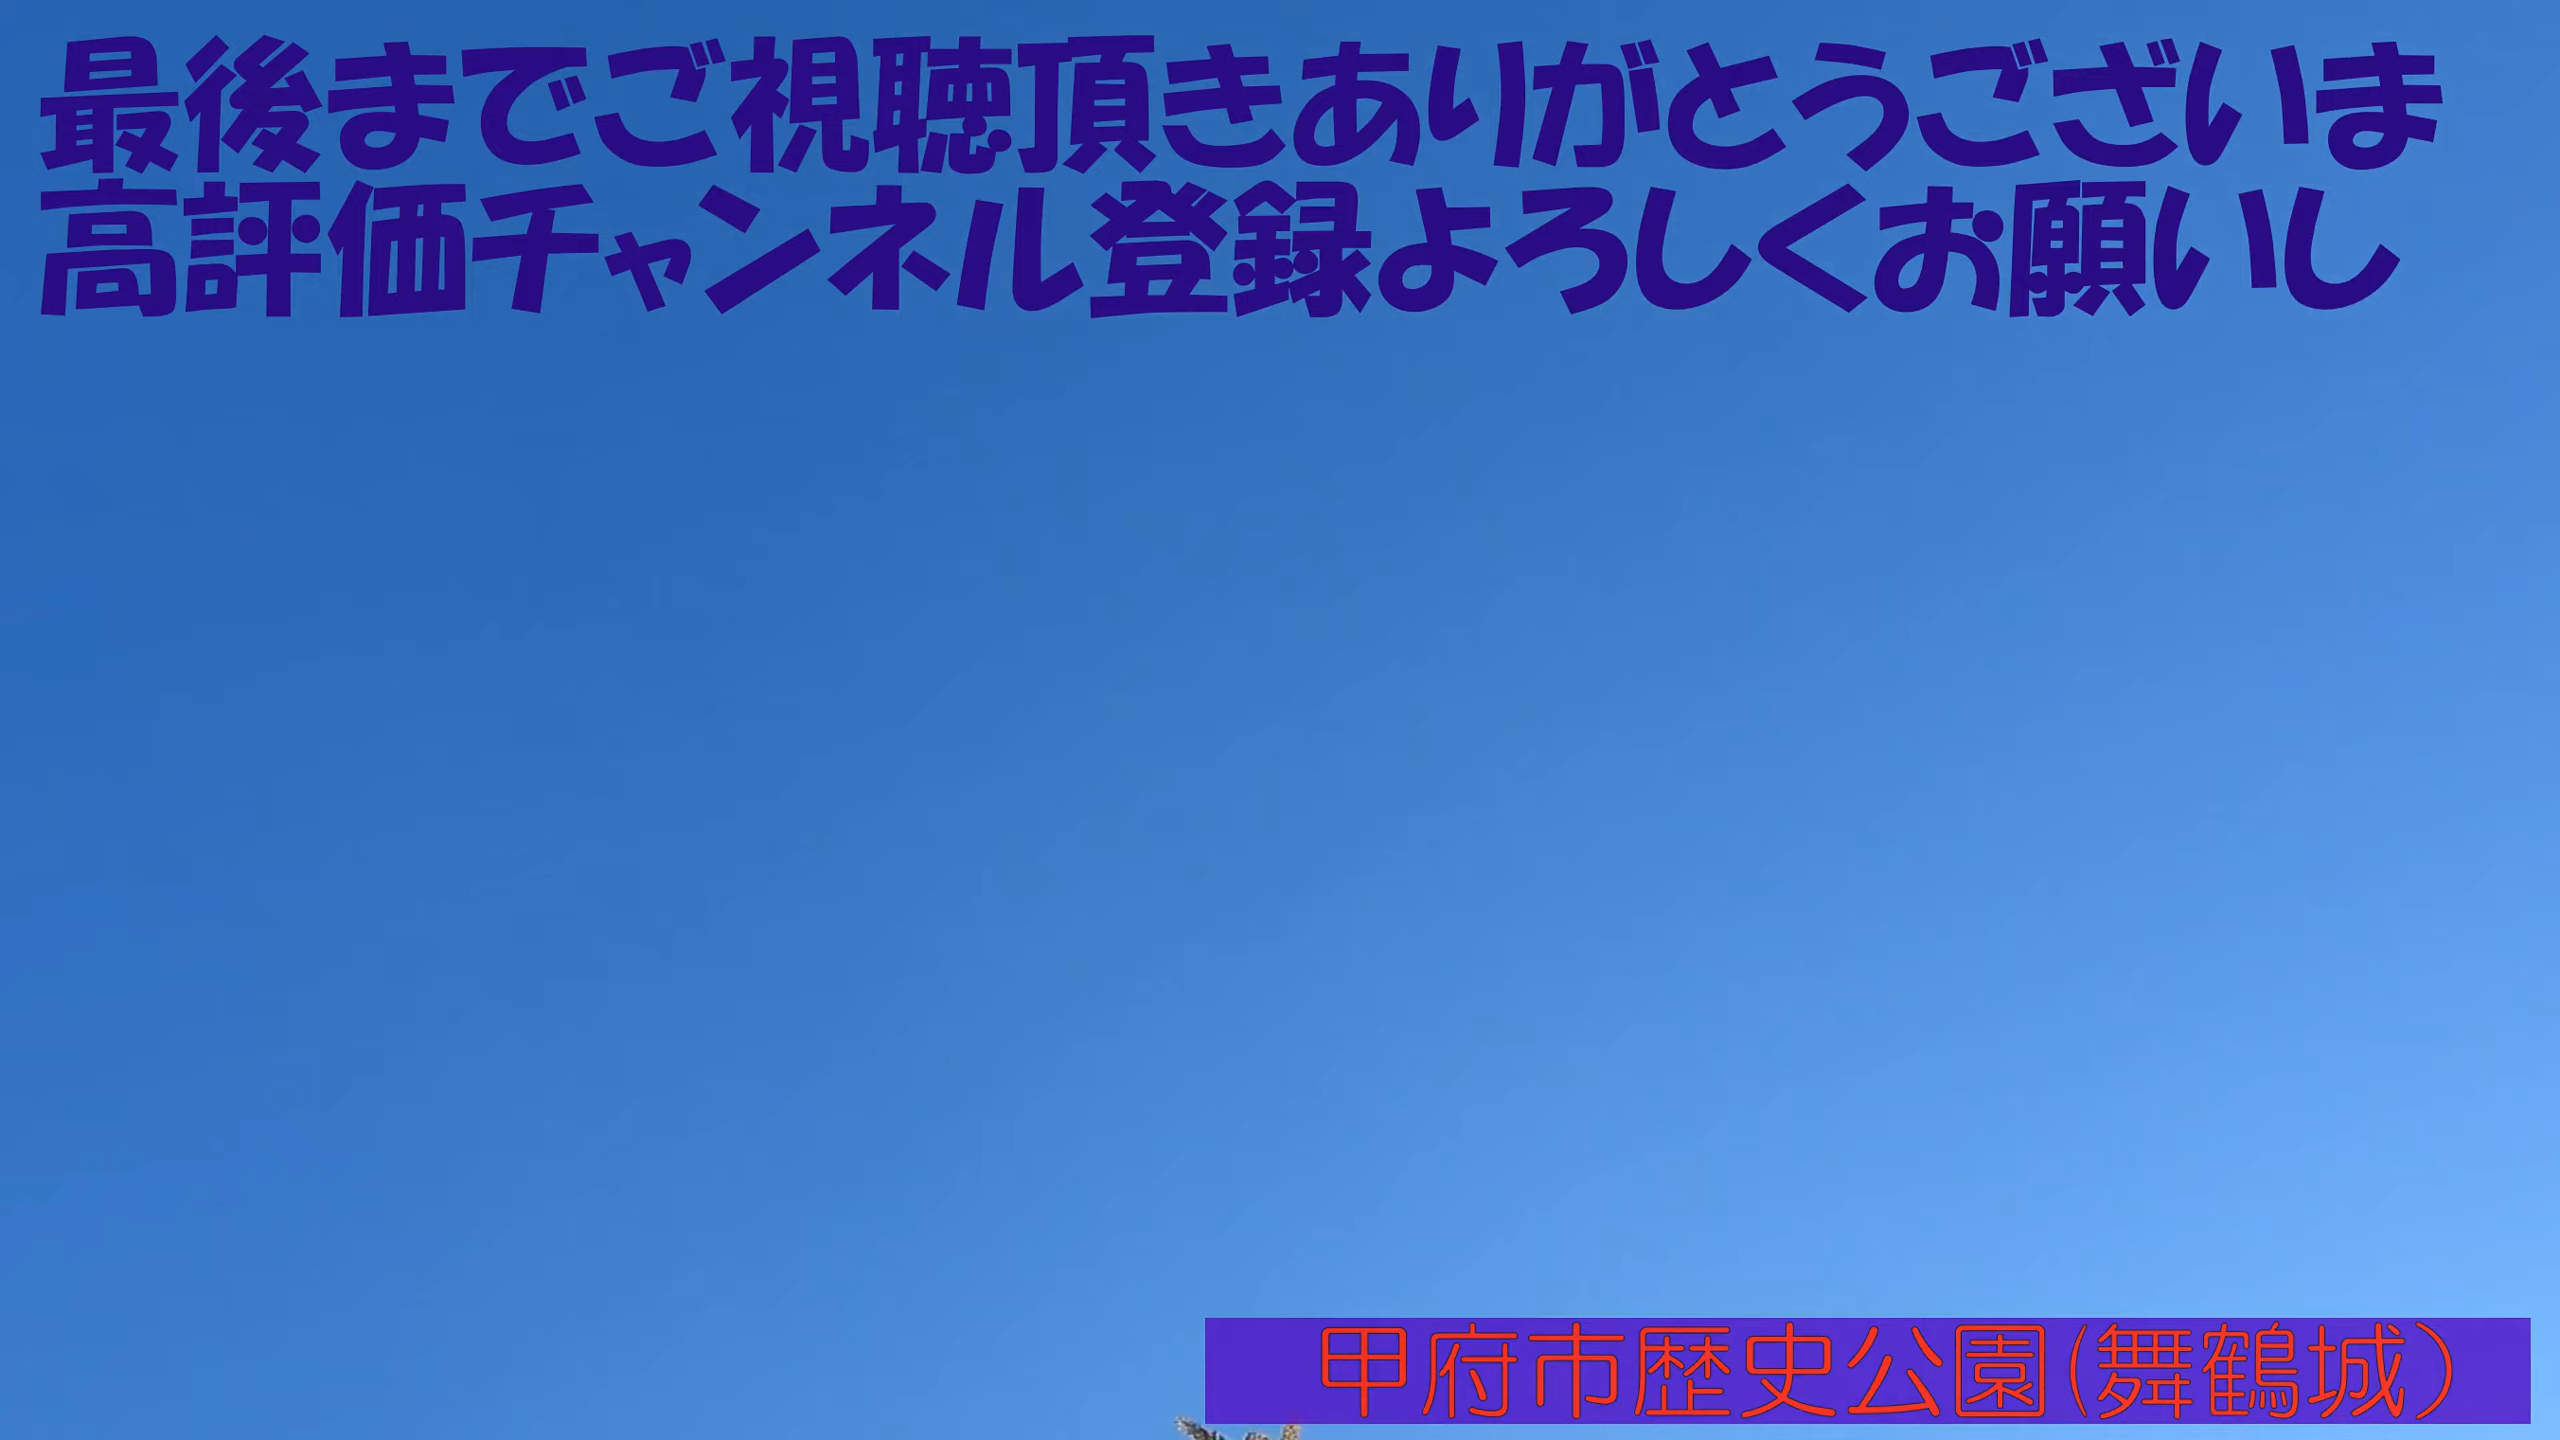 最後までご視聴頂きありがとうございま
高評価チャンネル登録よろしくお願いし
甲府市歴史公園(舞鶴城)